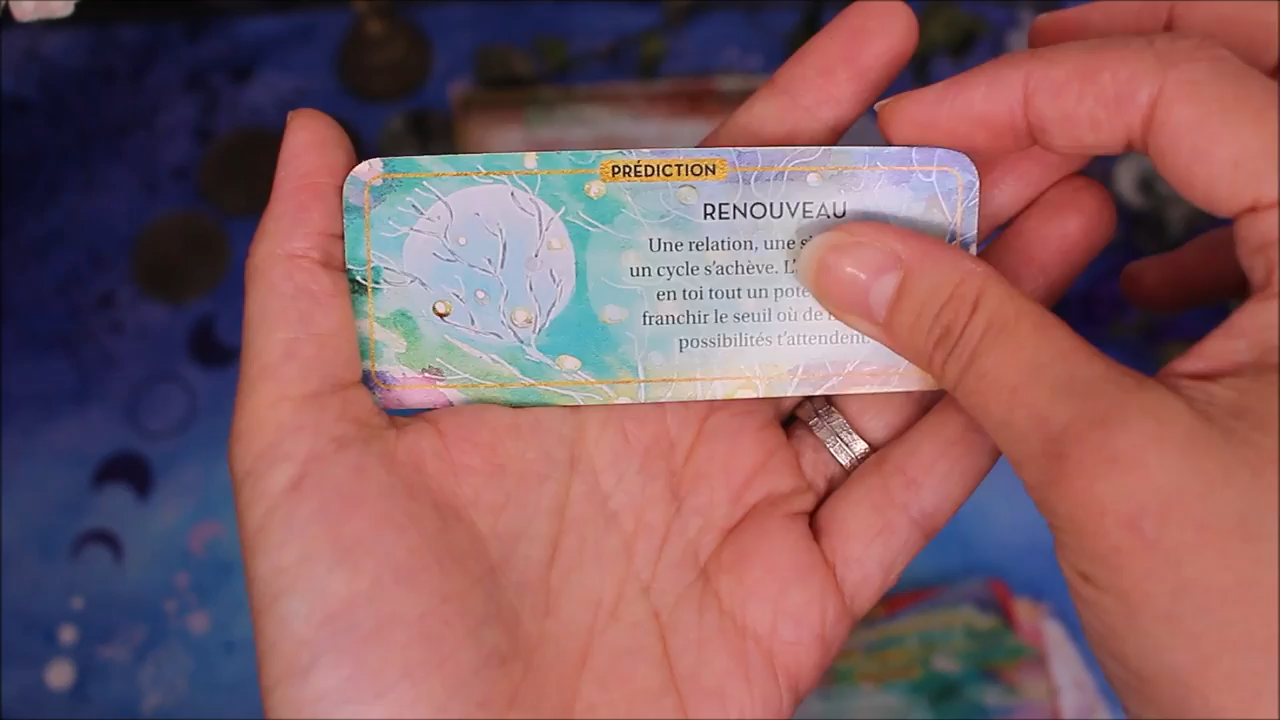 PRÉDICTION
RENOUVEAU
Une relation, une
un cycle s'achève.
en toi tout un
franchir le seuil où de
possibilités t'attendent.